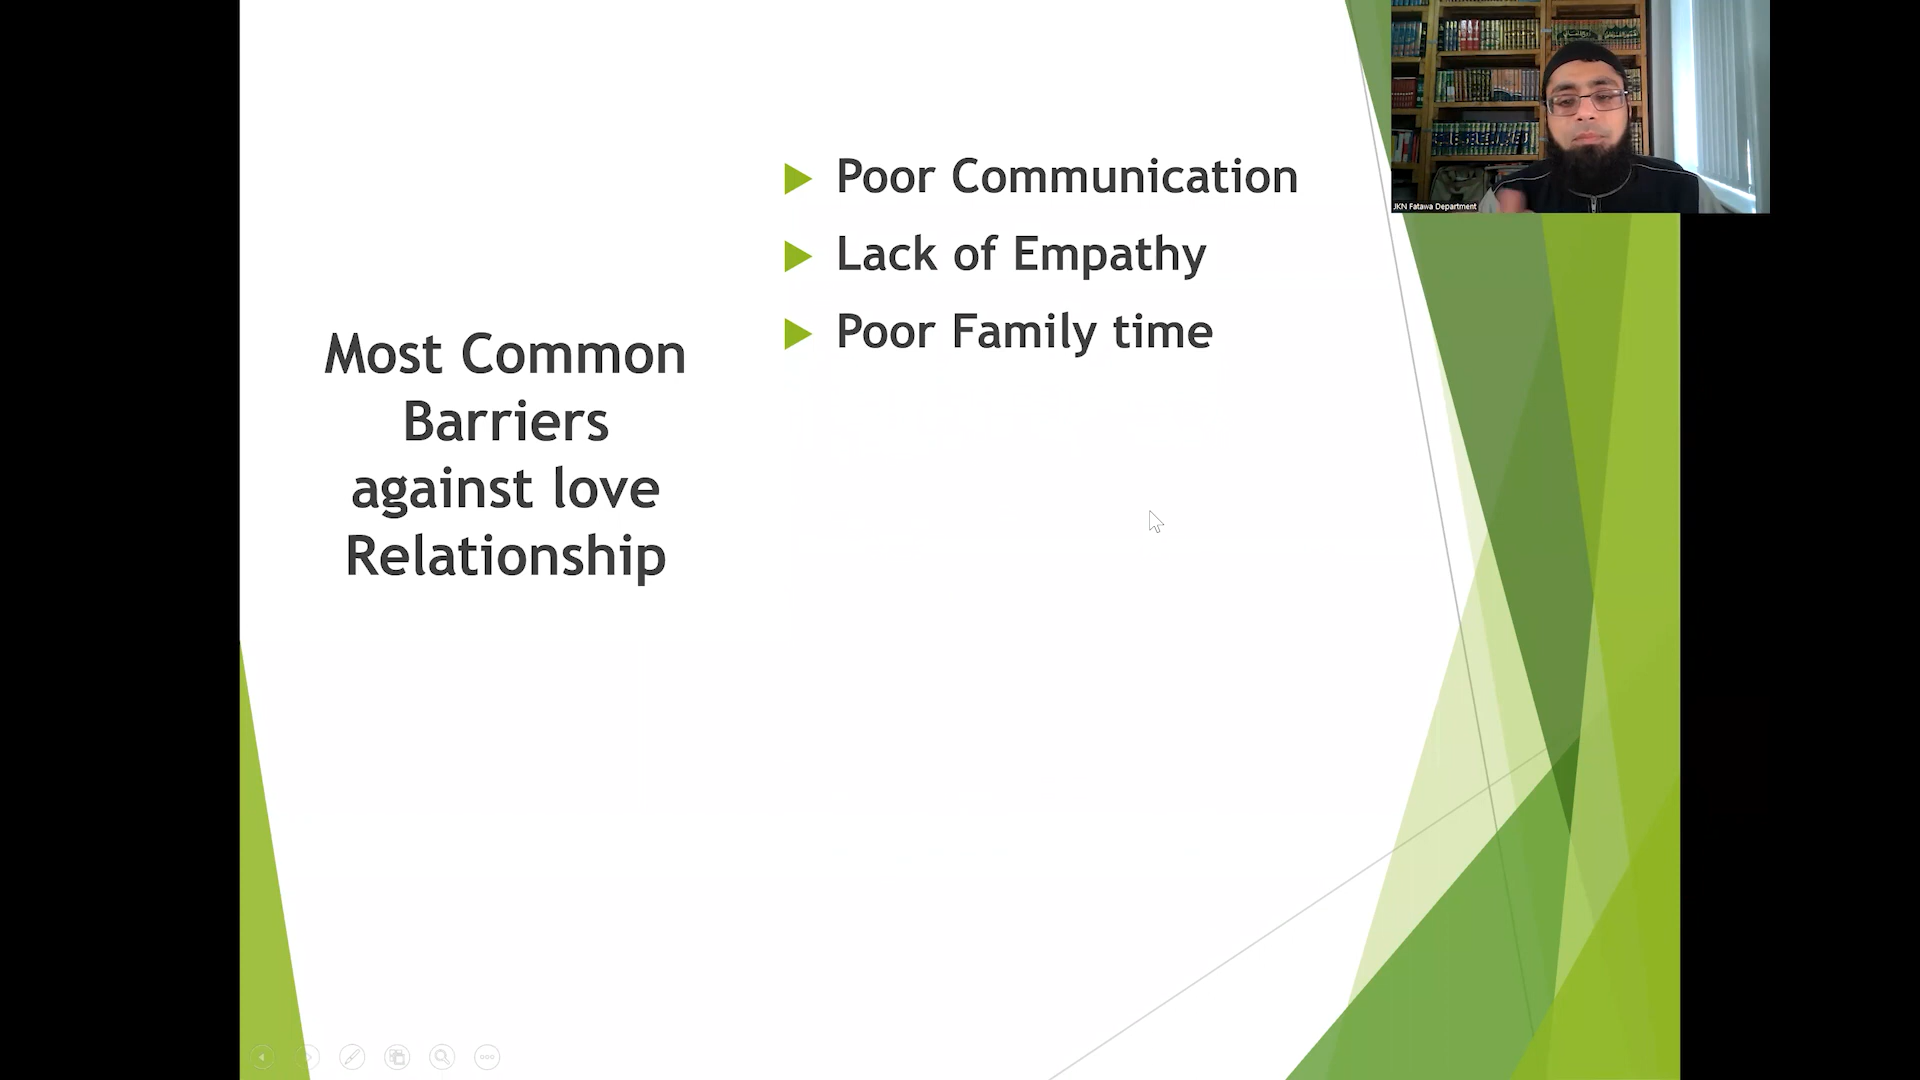 Most Common
Barriers
against love
Relationship
Poor Communication
Lack of Empathy
Poor Family time
JKN Fatawa Department